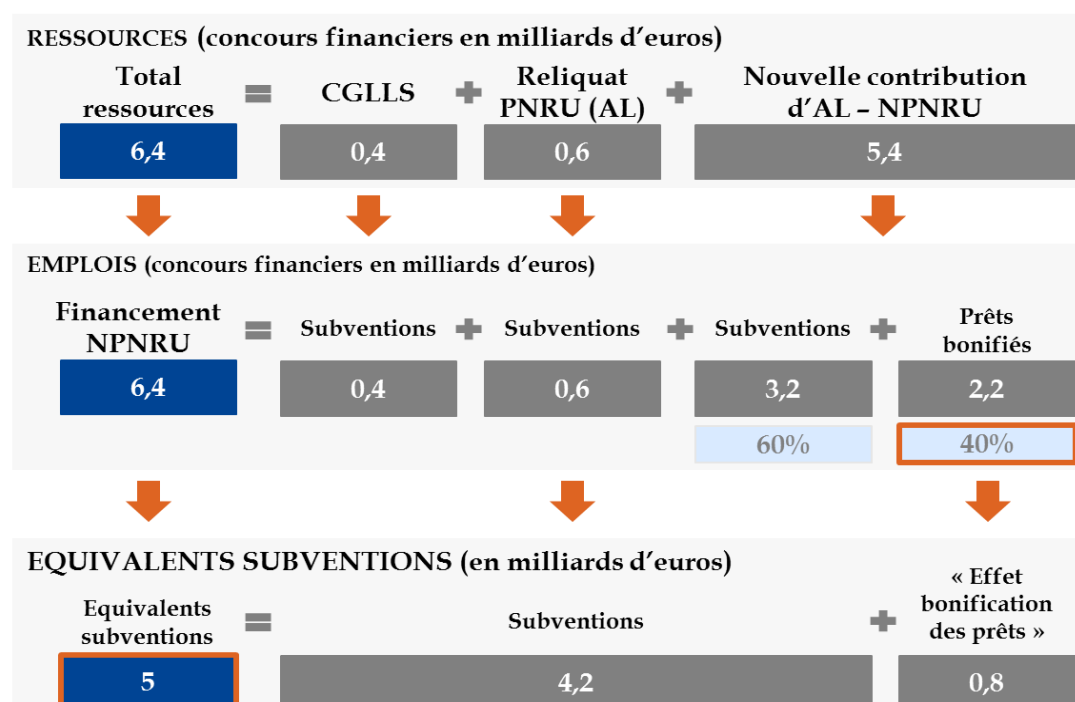 RESSOURCES (concours financiers en milliards d’euros)
Total
ressources
=
CGLLS
+
Reliquat
PNRU (AL)
+
Nouvelle contribution
d’AL – NPNRU
6,4
0,4
0,6
5,4
EMPLOIS (concours financiers en milliards d’euros)
Financement
NPNRU
=
Subventions
+
Subventions
+
Subventions
+
Prêts
bonifiés
6,4
0,4
0,6
3,2
2,2
60%
40%
EQUIVALENTS SUBVENTIONS (en milliards d’euros)
Equivalents
subventions
=
Subventions
+
« Effet
bonification
des prêts »
5
4,2
0,8